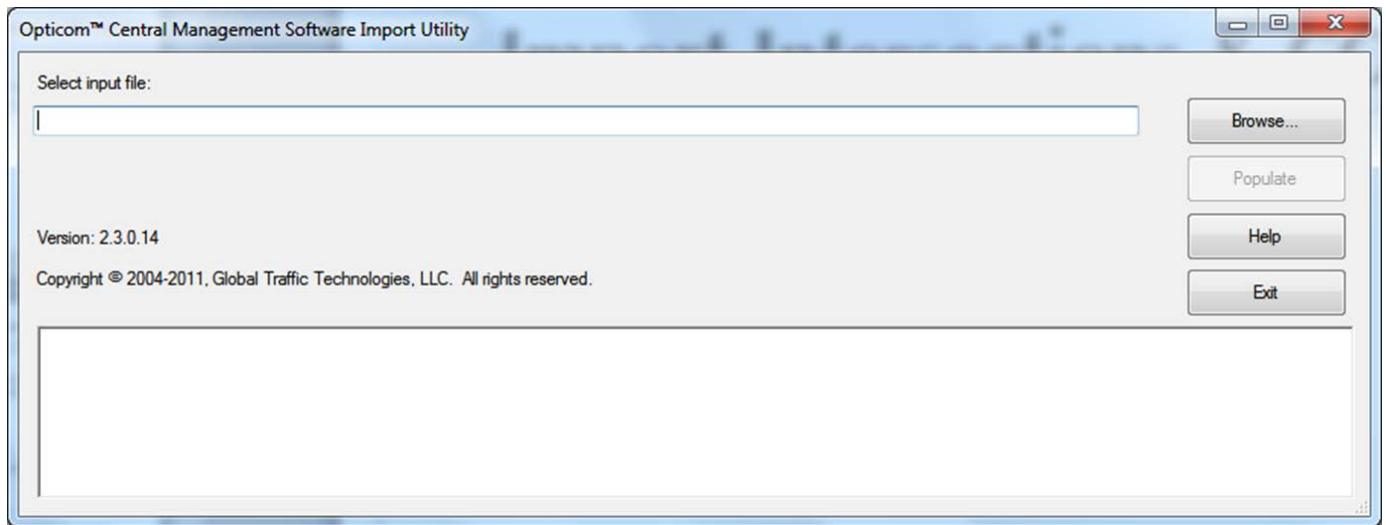 Opticom™ Central Management Software Import Utility
Select input file:
Browse...
Populate
Version: 2.3.0.14
Help
Copyright © 2004-2011, Global Traffic Technologies, LLC. All rights reserved.
Exit